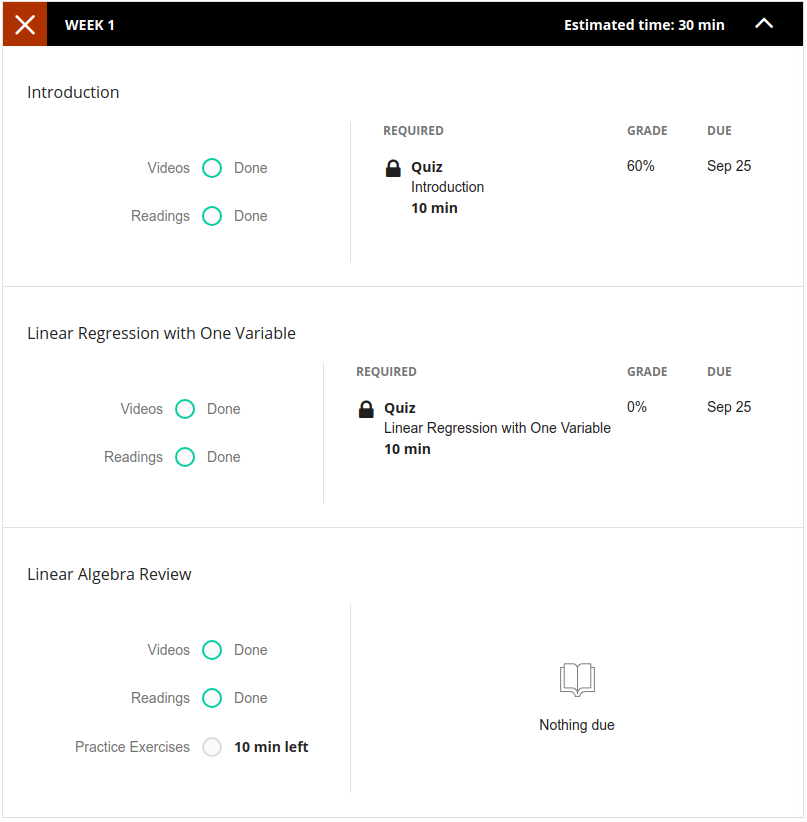 WEEK 1 Estimated time: 30 min
Introduction
REQUIRED GRADE DUE
Videos Done
Quiz 60% Sep 25
Introduction
10 min
Readings Done
Linear Regression with One Variable
REQUIRED GRADE DUE
Videos Done
Quiz 0% Sep 25
Linear Regression with One Variable
10 min
Readings Done
Linear Algebra Review
Videos Done
Readings Done
Practice Exercises 10 min left
Nothing due